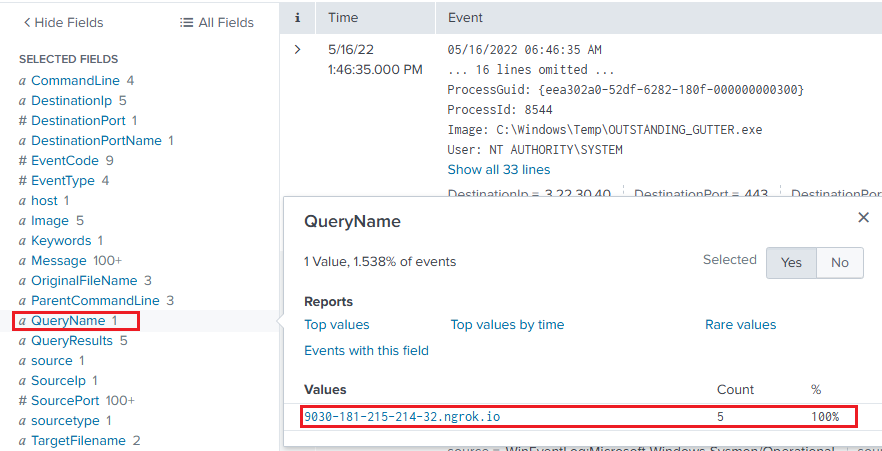 Hide Fields
All Fields
SELECTED FIELDS
a CommandLine 4
a DestinationIp 5
# DestinationPort 1
a DestinationPortName 1
# EventCode 9
# EventType 4
a host 1
a Image 5
a Keywords 1
a Message 100+
a OriginalFileName 3
a ParentCommandLine 3
a QueryName 1
a QueryResults 5
a source 1
a SourceIp 1
# SourcePort 100+
a sourcetype 1
a TargetFilename 2
i Time Event
5/16/22
1:46:35.000 PM
05/16/2022 06:46:35 AM
... 16 lines omitted ...
ProcessGuid: {eea302a0-52df-6282-180f-000000000300}
ProcessId: 8544
Image: C:\Windows\Temp\OUTSTANDING_GUTTER.exe
User: NT AUTHORITY\SYSTEM
Show all 33 lines
DestinationIp = 3.22.30.40 DestinationPort = 443 DestinationPor
QueryName
1 Value, 1.538% of events
Selected Yes No
Reports
Top values Top values by time Rare values
Events with this field
Values Count %
9030-181-215-214-32.ngrok.io 5 100%
source = WinEventLog:Microsoft-Windows-Sysmon/Operational